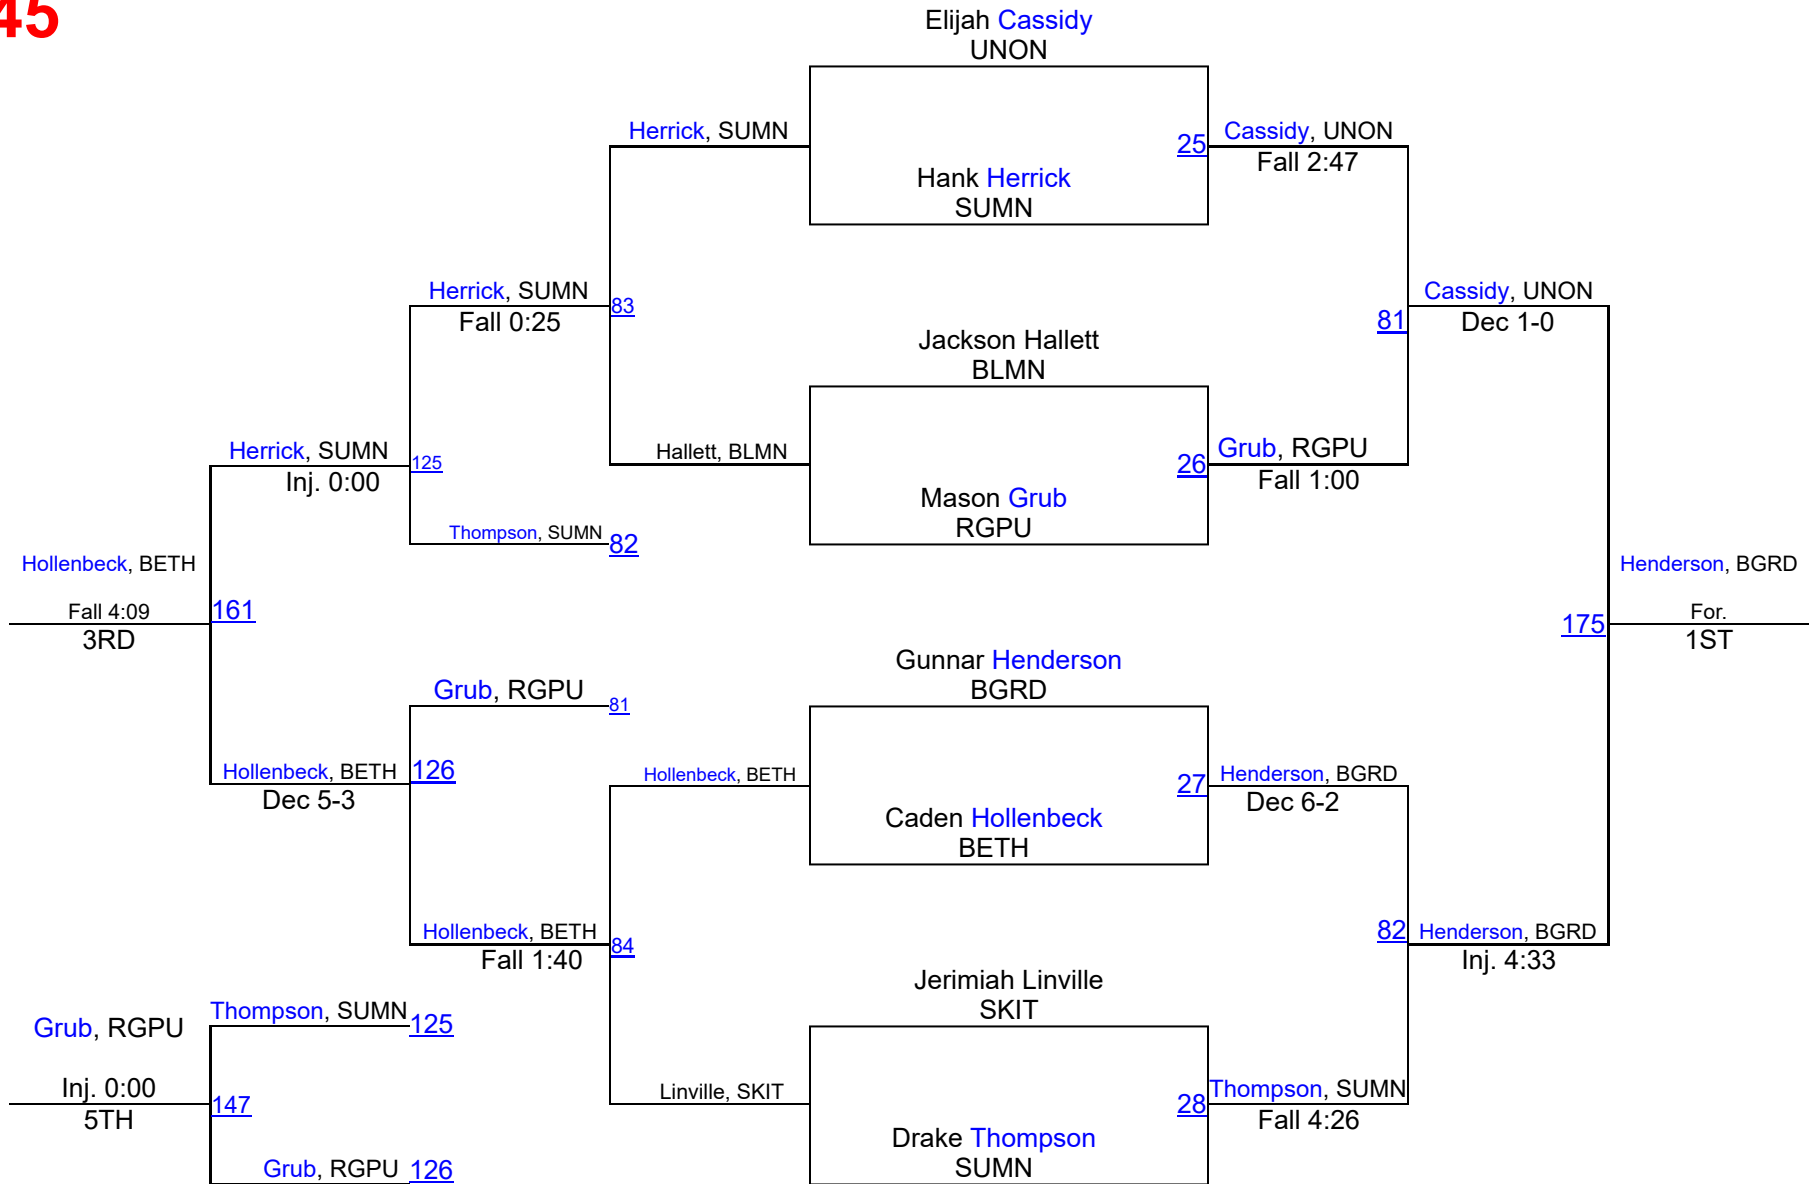 45
Elijah Cassidy
UNON
Herrick, SUMN
25
Cassidy, UNON
Fall 2:47
Hank Herrick
SUMN
Herrick, SUMN
Fall 0:25
83
Cassidy, UNON
Dec 1-0
81
Jackson Hallett
BLMN
Herrick, SUMN
Inj. 0:00
125
Hallett, BLMN
26
Grub, RGPU
Fall 1:00
Mason Grub
RGPU
Thompson, SUMN
82
Hollenbeck, BETH
Fall 4:09
3RD
161
Henderson, BGRD
For.
1ST
175
Gunnar Henderson
BGRD
Grub, RGPU
81
Hollenbeck, BETH
Dec 5-3
126
Hollenbeck, BETH
27
Henderson, BGRD
Dec 6-2
Caden Hollenbeck
BETH
Hollenbeck, BETH
Fall 1:40
84
82
Henderson, BGRD
Inj. 4:33
Jerimiah Linville
SKIT
Thompson, SUMN
125
Grub, RGPU
Inj. 0:00
5TH
147
Linville, SKIT
28
Thompson, SUMN
Fall 4:26
Drake Thompson
SUMN
Grub, RGPU
126